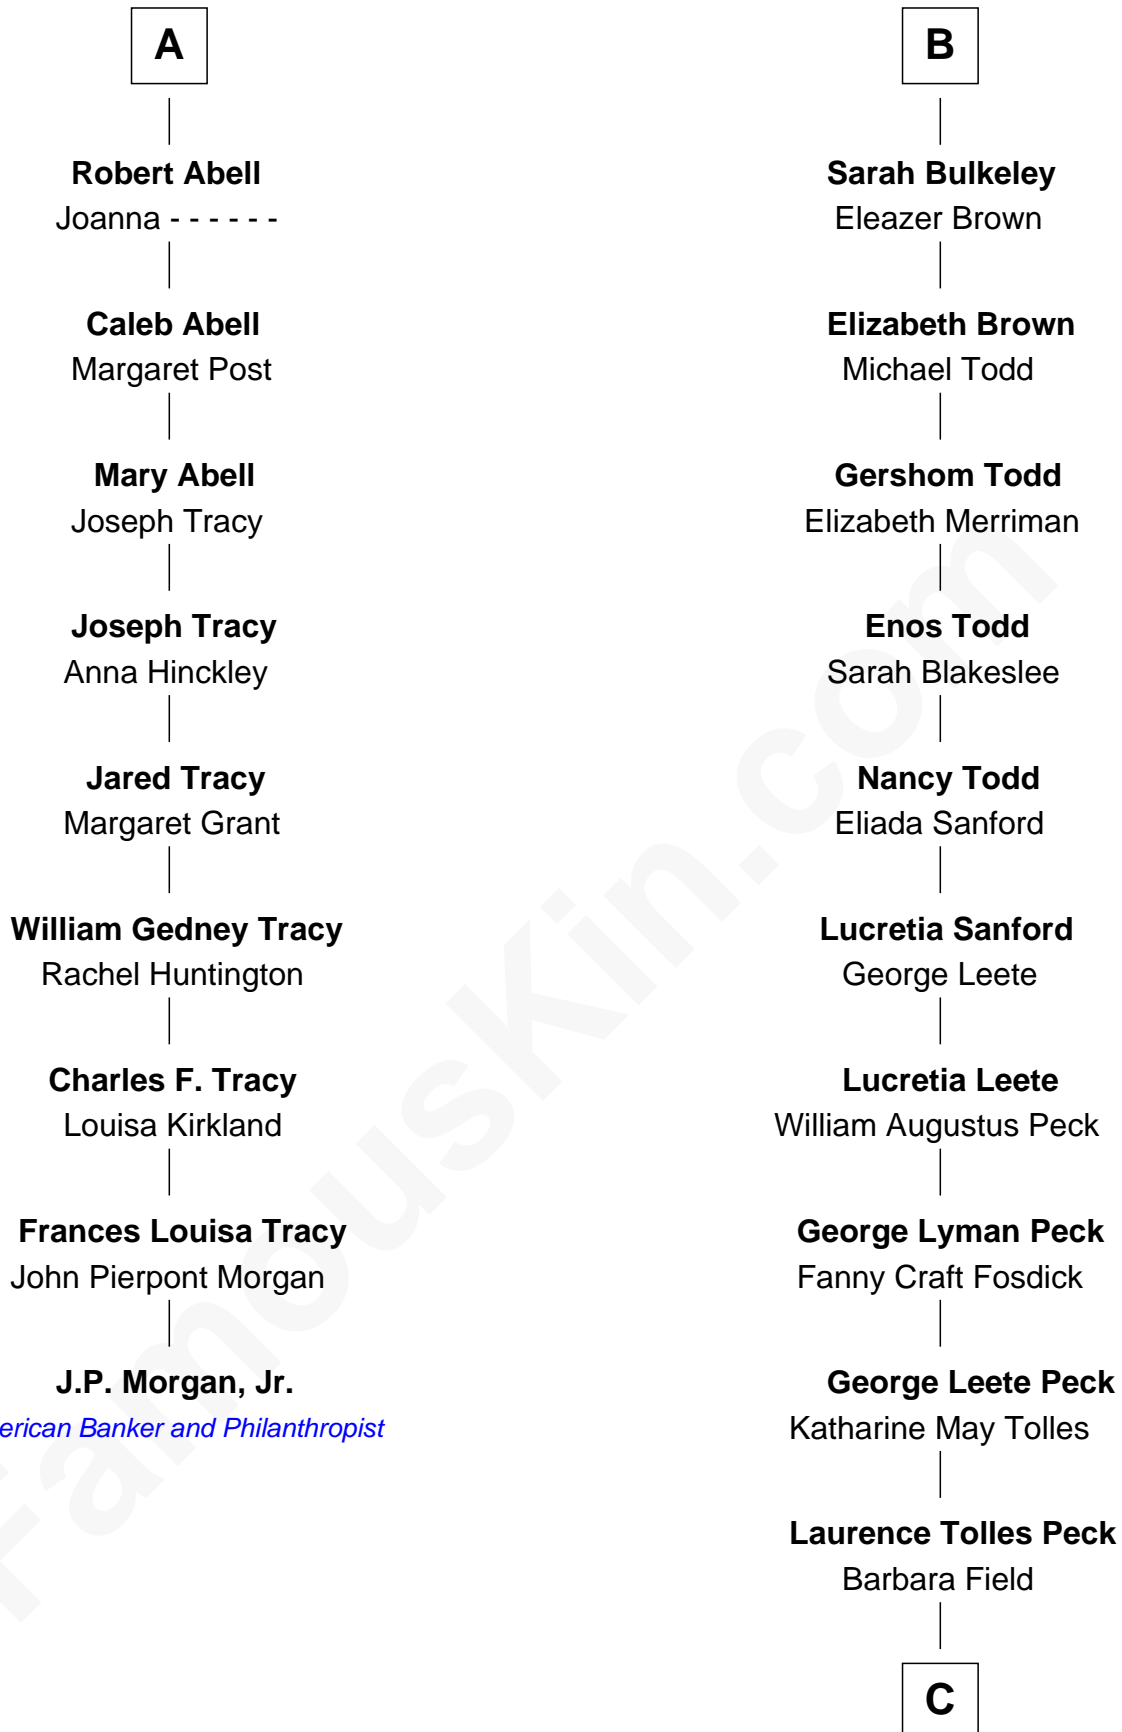 A
Robert Abell
Joanna - - - - - -
Caleb Abell
Margaret Post
Mary Abell
Joseph Tracy
Joseph Tracy
Anna Hinckley
Jared Tracy
Margaret Grant
William Gedney Tracy
Rachel Huntington
Charles F. Tracy
Louisa Kirkland
Frances Louisa Tracy
John Pierpont Morgan
J.P. Morgan, Jr.
erican Banker and Philanthropist
B
Sarah Bulkeley
Eleazer Brown
Elizabeth Brown
Michael Todd
Gershom Todd
Elizabeth Merriman
Enos Todd
Sarah Blakeslee
Nancy Todd
Eliada Sanford
Lucretia Sanford
George Leete
Lucretia Leete
William Augustus Peck
George Lyman Peck
Fanny Craft Fosdick
George Leete Peck
Katharine May Tolles
Laurence Tolles Peck
Barbara Field
C
FamousKin.com